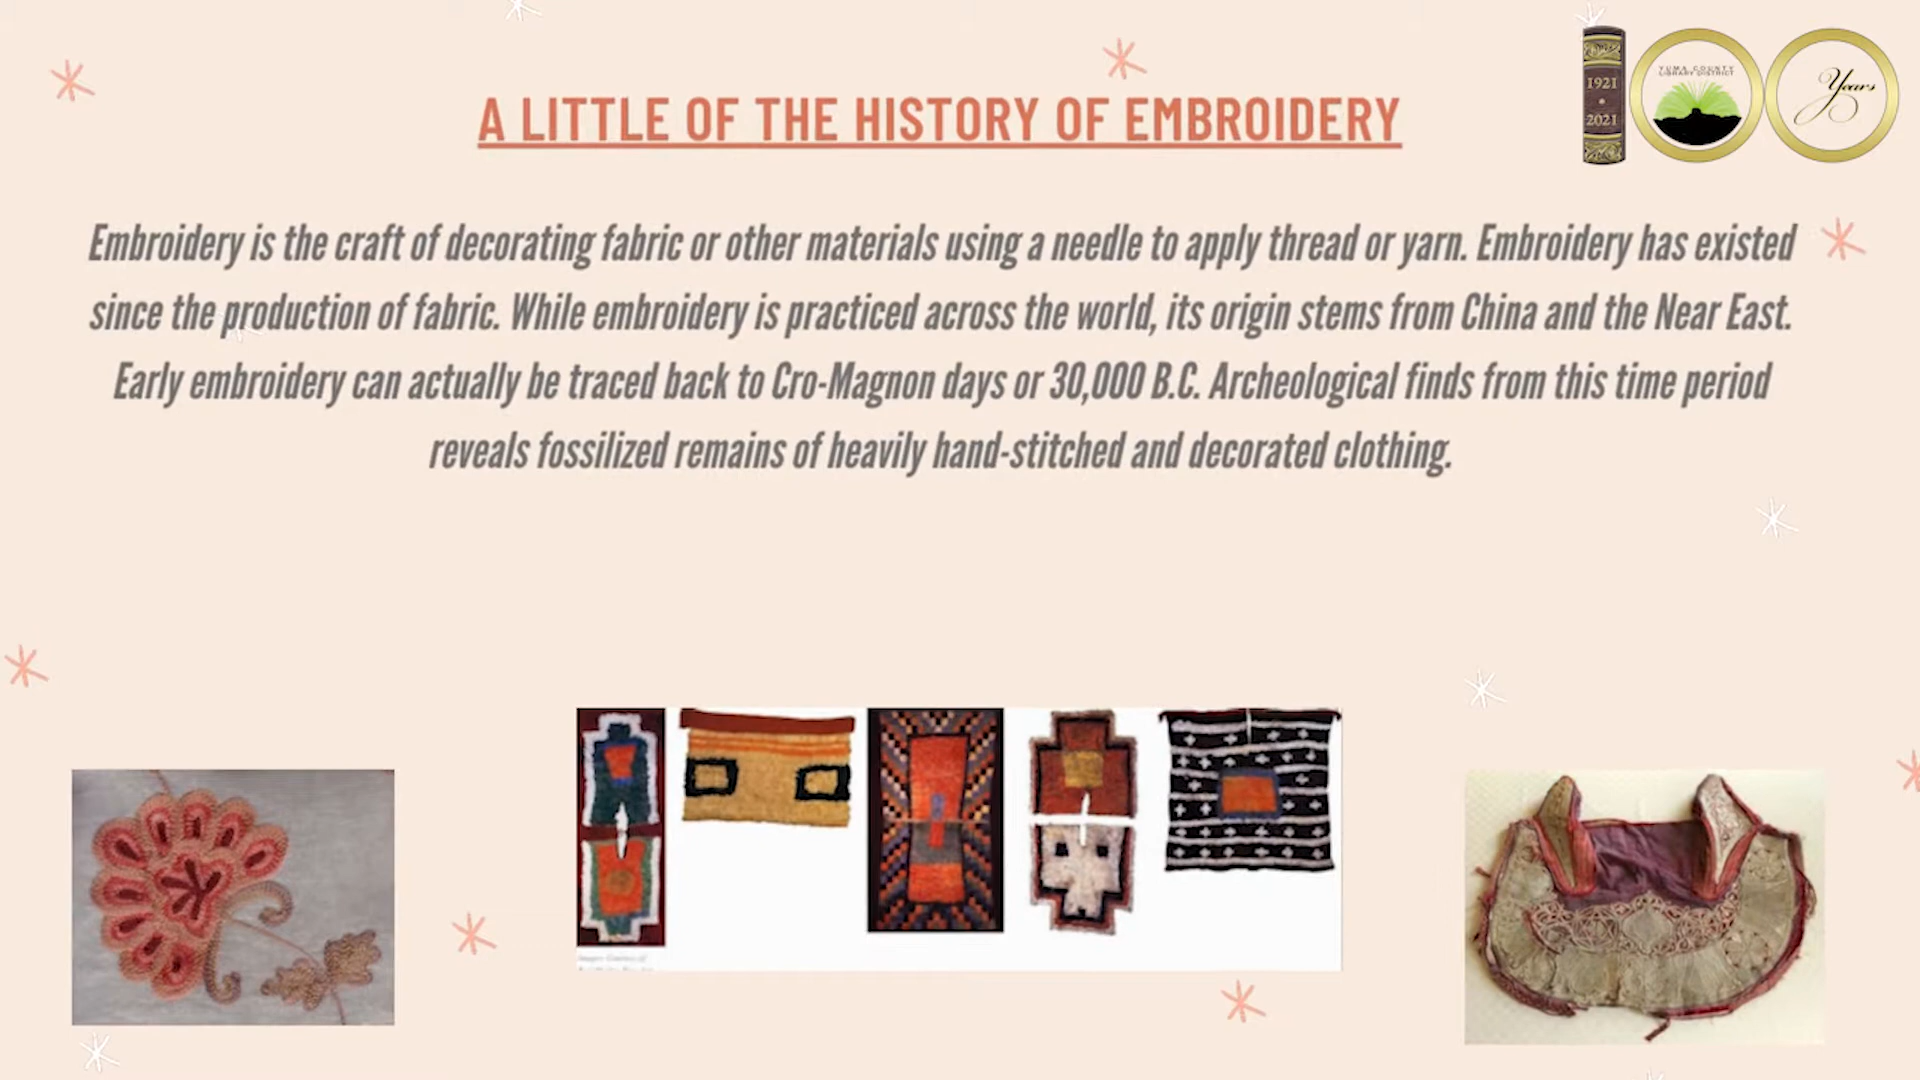 A LITTLE OF THE HISTORY OF EMBROIDERY
1921
2021
YUMA COUNTY
LIBRARY DISTRICT
Years
Embroidery is the craft of decorating fabric or other materials using a needle to apply thread or yarn. Embroidery has existed
since the production of fabric. While embroidery is practiced across the world, its origin stems from China and the Near East.
Early embroidery can actually be traced back to Cro-Magnon days or 30,000 B.C. Archeological finds from this time period
reveals fossilized remains of heavily hand-stitched and decorated clothing.